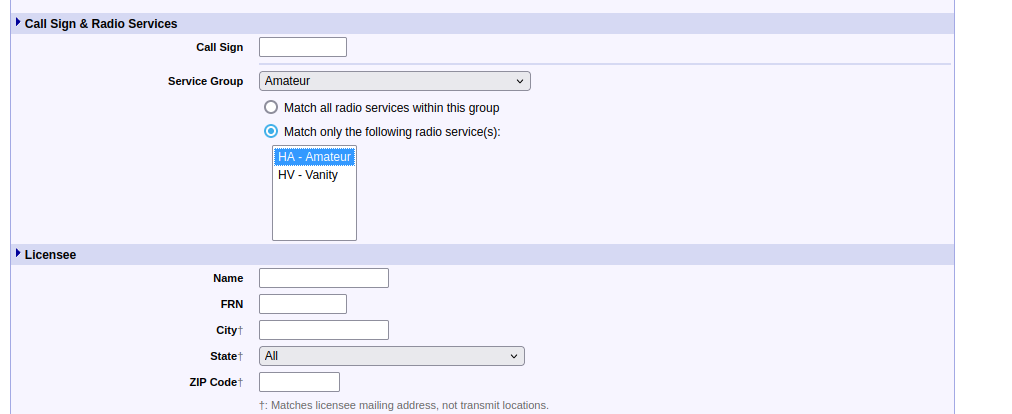 Call Sign & Radio Services
Call Sign
Service Group Amateur
Match all radio services within this group
Match only the following radio service(s):
HA - Amateur
HV - Vanity
Licensee
Name
FRN
City†
State† All
ZIP Code†
†: Matches licensee mailing address, not transmit locations.